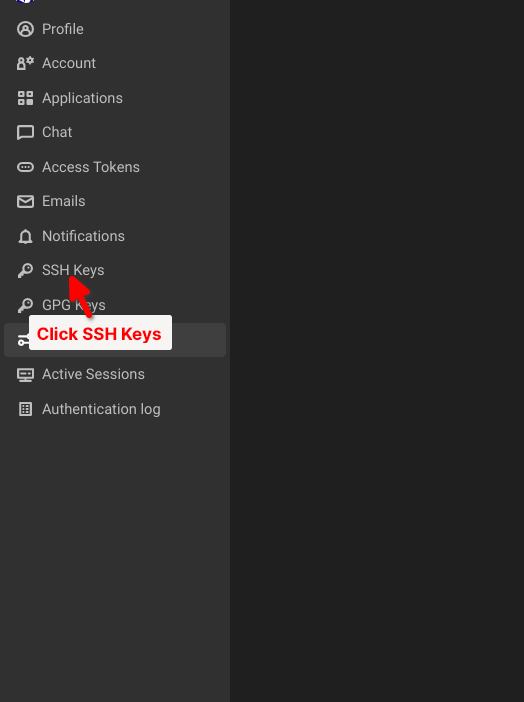 Profile
Account
Applications
Chat
Access Tokens
Emails
Notifications
SSH Keys
GPG Keys
Click SSH Keys
Active Sessions
Authentication log